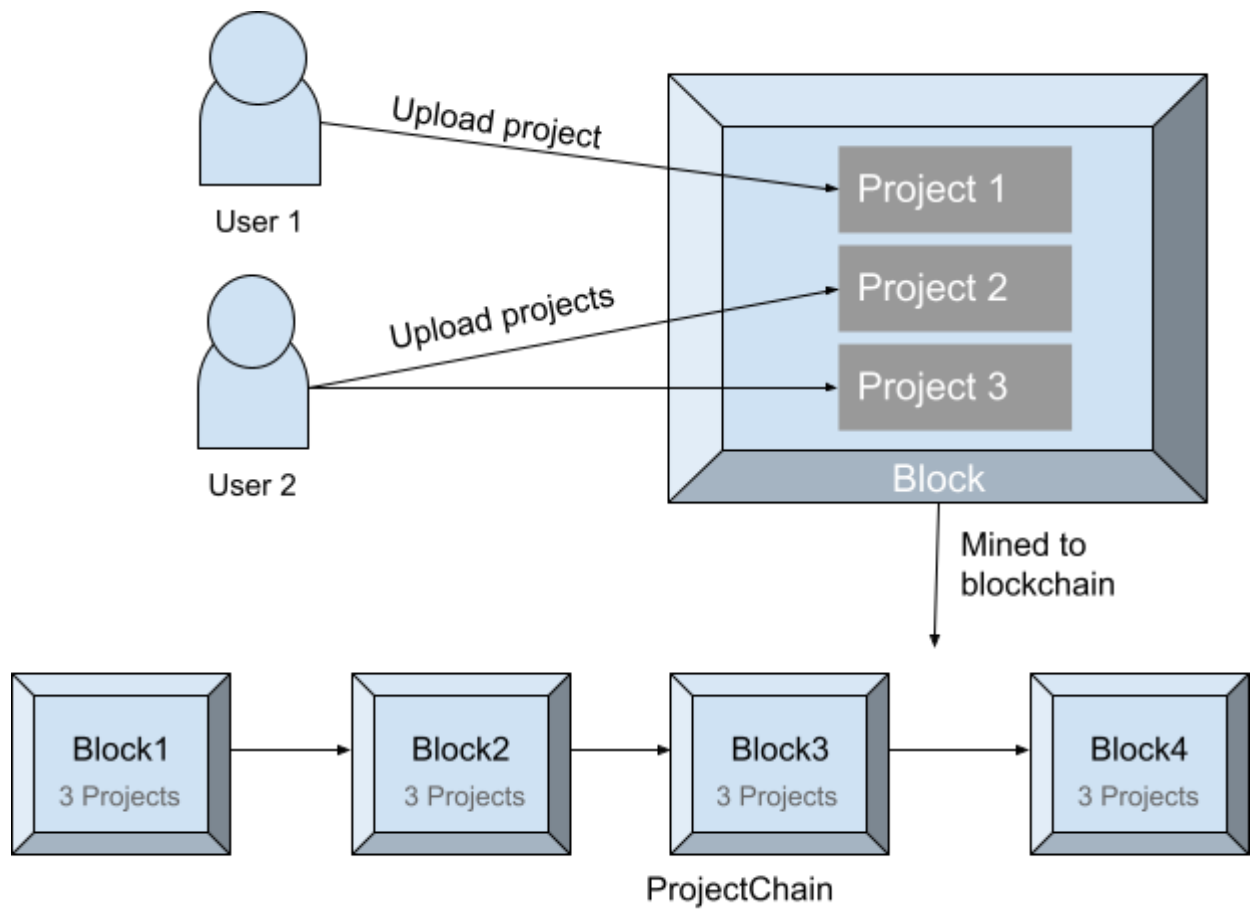 Upload project
User 1
Upload projects
User 2
Project 1
Project 2
Project 3
Block
Mined to
blockchain
Block1
3 Projects
Block2
3 Projects
Block3
3 Projects
Block4
3 Projects
ProjectChain